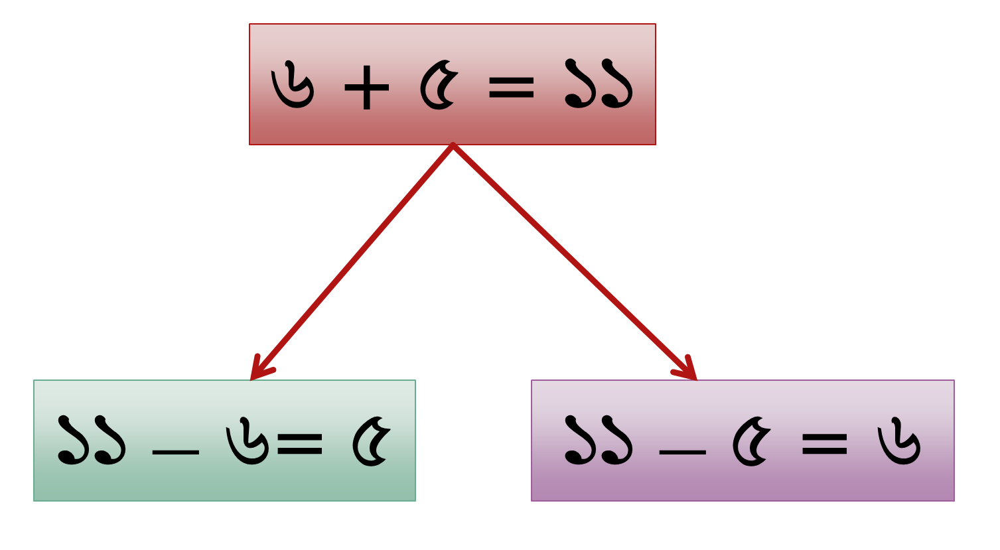 ৬ + ৫ = ১১
১১ – ৬= ৫
১১ – ৫ = ৬